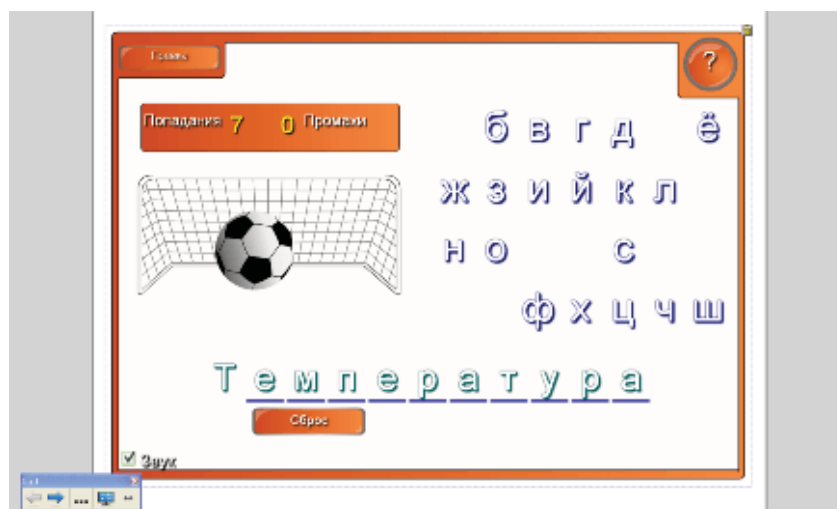 ?
Попадания 7 0 Промахи
б в г д ё
ж з и й к л
н о с
ф х ц ч ш
Температура
Сброс
Звук